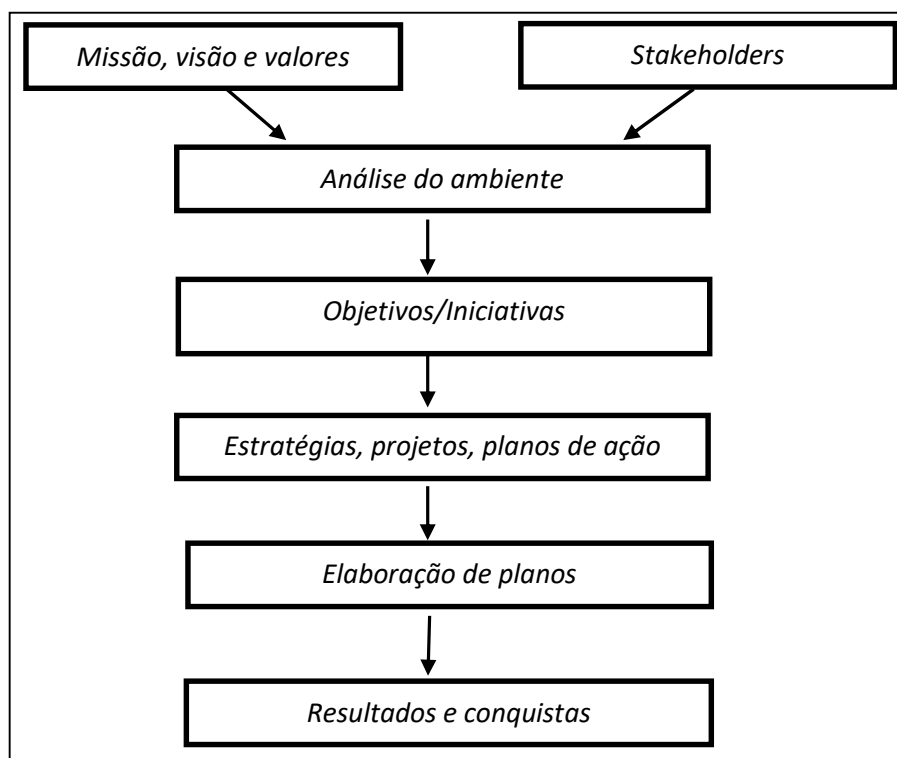 Missão, visão e valores
Stakeholders
Análise do ambiente
Objetivos/Iniciativas
Estratégias, projetos, planos de ação
Elaboração de planos
Resultados e conquistas